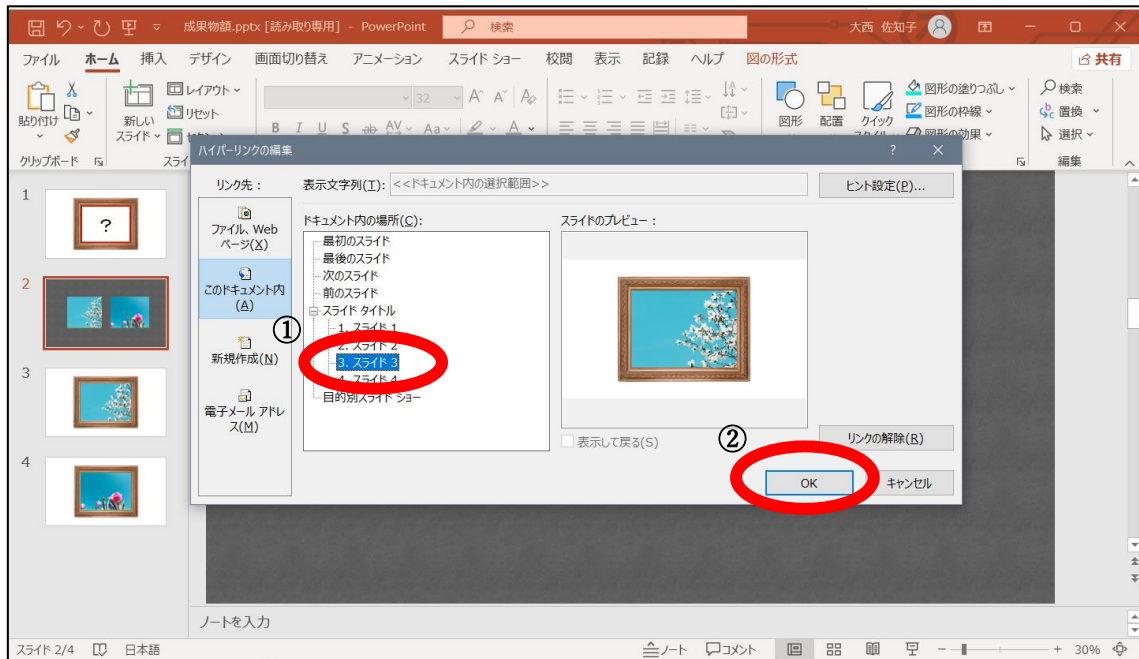 成果物額.pptx [読み取り専用] - PowerPoint
検索
大西 佐知子
ファイル ホーム 挿入 デザイン 画面切り替え アニメーション スライド ショー 校閲 表示 記録 ヘルプ 図の形式
共有
貼り付け
新しい
スライド
レイアウト
リセット
32
A A Ap
B I U S ab AV Aa A
図形
配置
クイック
図形の塗りつぶし
図形の枠線
図形の効果
検索
置換
選択
クリップボード
編集
ハイパーリンクの編集
? ×
リンク先：
表示文字列(T): <<ドキュメント内の選択範囲>>
ヒント設定(P)...
ファイル、Web
ページ(X)
このドキュメント内
(A)
新規作成(N)
電子メール アドレ
ス(M)
ドキュメント内の場所(C):
最初のスライド
最後のスライド
次のスライド
前のスライド
スライド タイトル
1. スライド 1
2. スライド 2
3. スライド 3
4. スライド 4
目的別スライド ショー
①
スライドのプレビュー：
表示して戻る(S)
②
リンクの解除(R)
OK
キャンセル
1
?
2
3
4
ノートを入力
スライド 2/4
日本語
ノート
コメント
30%